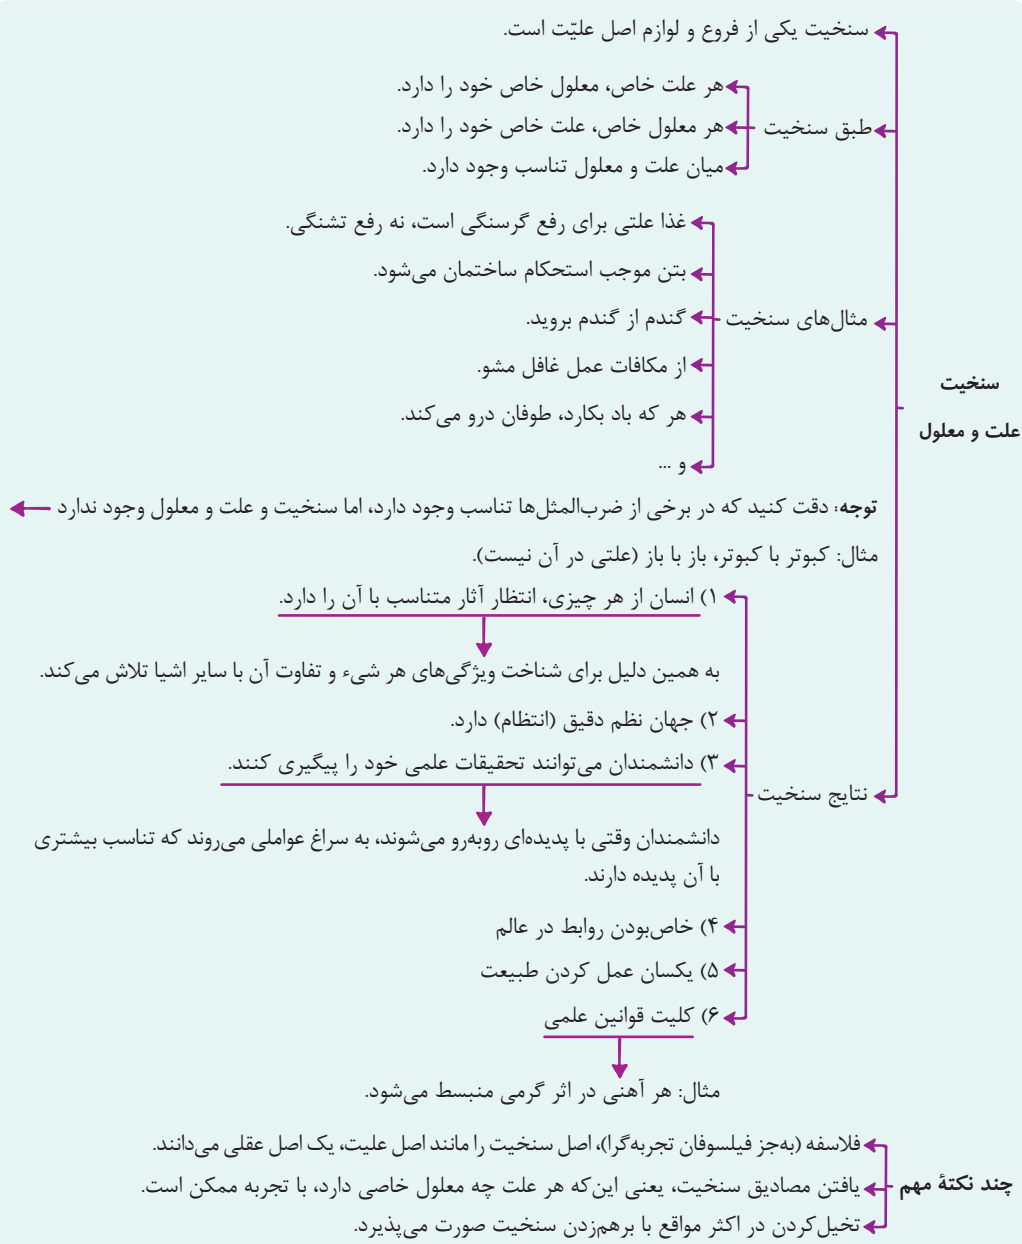 سنخیت
علت و معلول
سنخیت یکی از فروع و لوازم اصل علیّت است.
طبق سنخیت
هر علت خاص، معلول خاص خود را دارد.
هر معلول خاص، علت خاص خود را دارد.
میان علت و معلول تناسب وجود دارد.
مثال‌های سنخیت
غذا علتی برای رفع گرسنگی است، نه رفع تشنگی.
بتن موجب استحکام ساختمان می‌شود.
گندم از گندم بروید.
از مکافات عمل غافل مشو.
هر که باد بکارد، طوفان درو می‌کند.
و ...
توجه: دقت کنید که در برخی از ضرب‌المثل‌ها تناسب وجود دارد، اما سنخیت و علت و معلول وجود ندارد
مثال: کبوتر با کبوتر، باز با باز (علتی در آن نیست).
نتایج سنخیت
۱) انسان از هر چیزی، انتظار آثار متناسب با آن را دارد.
به همین دلیل برای شناخت ویژگی‌های هر شیء و تفاوت آن با سایر اشیا تلاش می‌کند.
۲) جهان نظم دقیق (انتظام) دارد.
۳) دانشمندان می‌توانند تحقیقات علمی خود را پیگیری کنند.
دانشمندان وقتی با پدیده‌ای روبه‌رو می‌شوند، به سراغ عواملی می‌روند که تناسب بیشتری
با آن پدیده دارند.
۴) خاص‌بودن روابط در عالم
۵) یکسان عمل کردن طبیعت
۶) کلیت قوانین علمی
مثال: هر آهنی در اثر گرمی منبسط می‌شود.
چند نکتهٔ مهم
فلاسفه (به‌جز فیلسوفان تجربه‌گرا)، اصل سنخیت را مانند اصل علیت، یک اصل عقلی می‌دانند.
یافتن مصادیق سنخیت، یعنی این‌که هر علت چه معلول خاصی دارد، با تجربه ممکن است.
تخیل‌کردن در اکثر مواقع با برهم‌زدن سنخیت صورت می‌پذیرد.